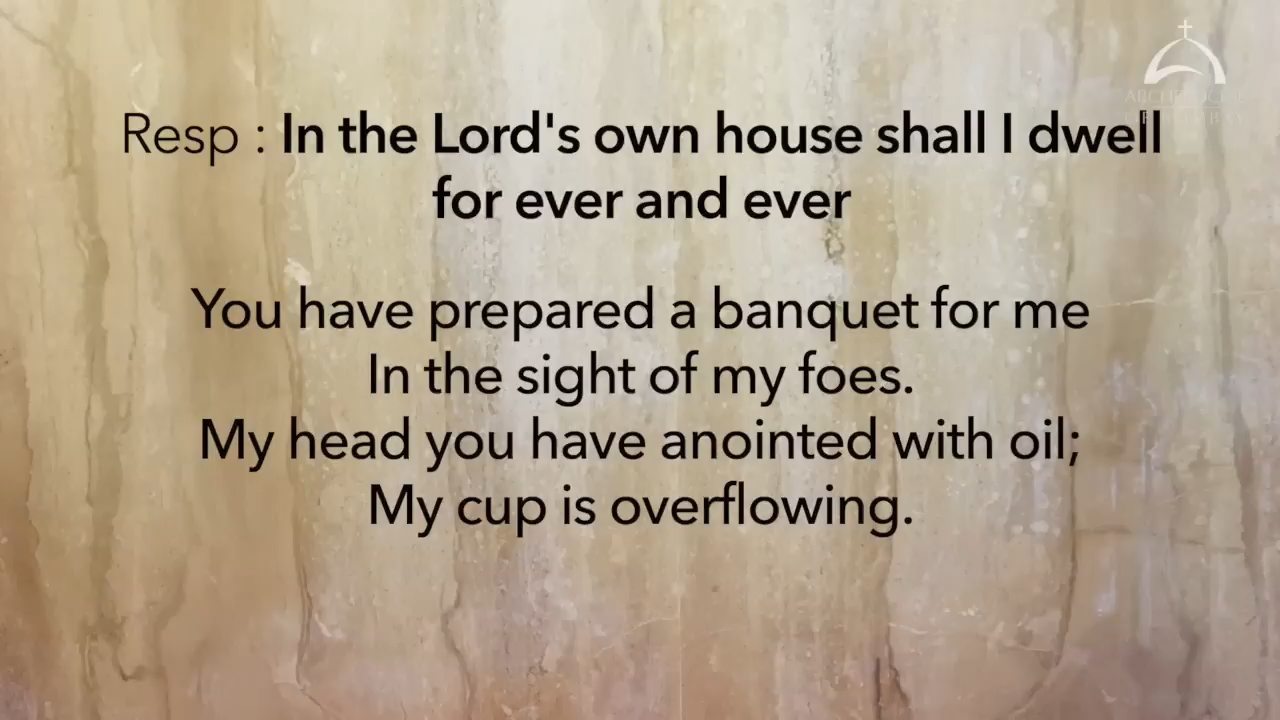 Resp : In the Lord's own house shall I dwell
for ever and ever
You have prepared a banquet for me
In the sight of my foes.
My head you have anointed with oil;
My cup is overflowing.